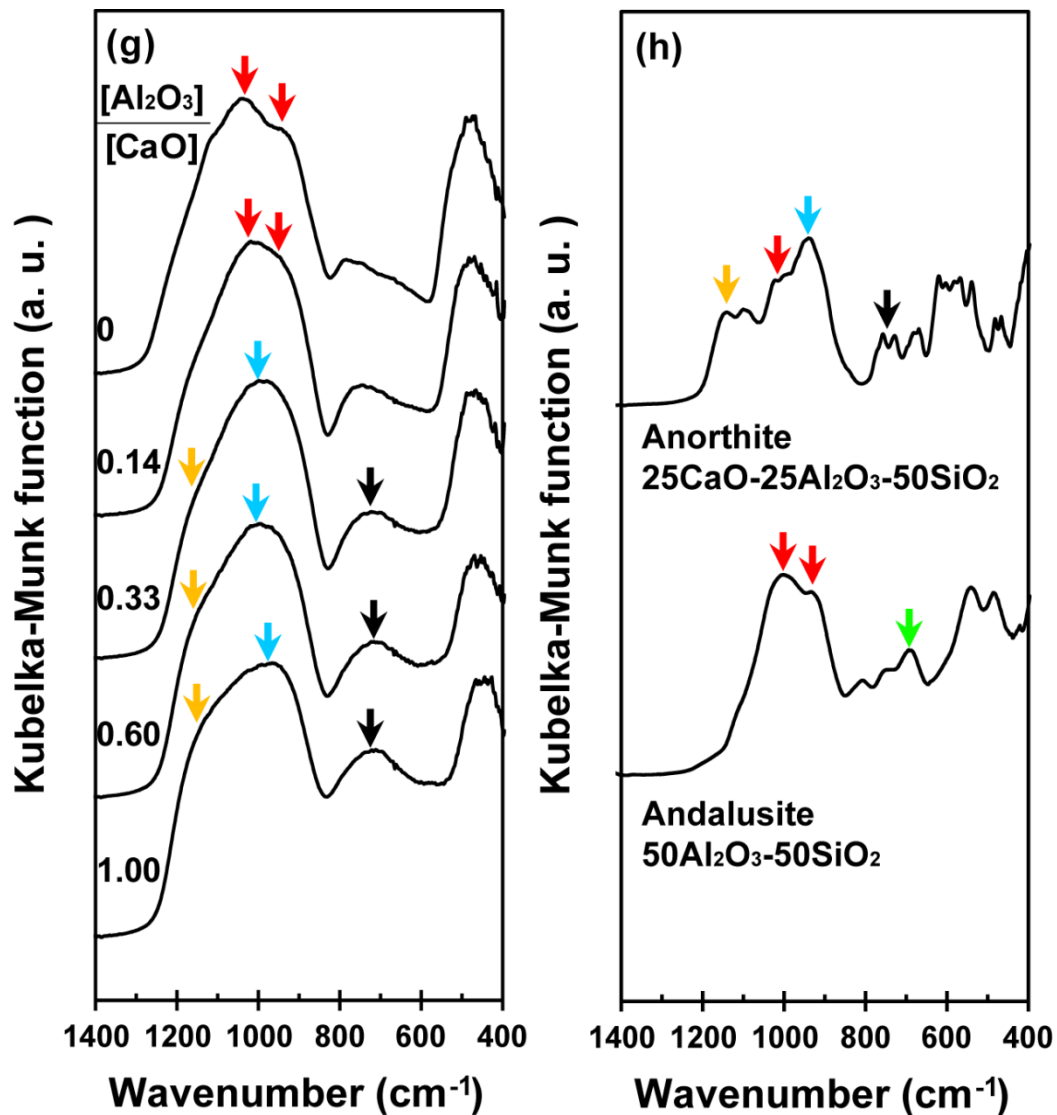 (g)
[Al₂O₃]
[CaO]
0
0.14
0.33
0.60
1.00
1400 1200 1000 800 600 400
Wavenumber (cm⁻¹)
Kubelka-Munk function (a. u. )
(h)
Anorthite
25CaO-25Al₂O₃-50SiO₂
Andalusite
50Al₂O₃-50SiO₂
1400 1200 1000 800 600 400
Wavenumber (cm⁻¹)
Kubelka-Munk function (a. u. )